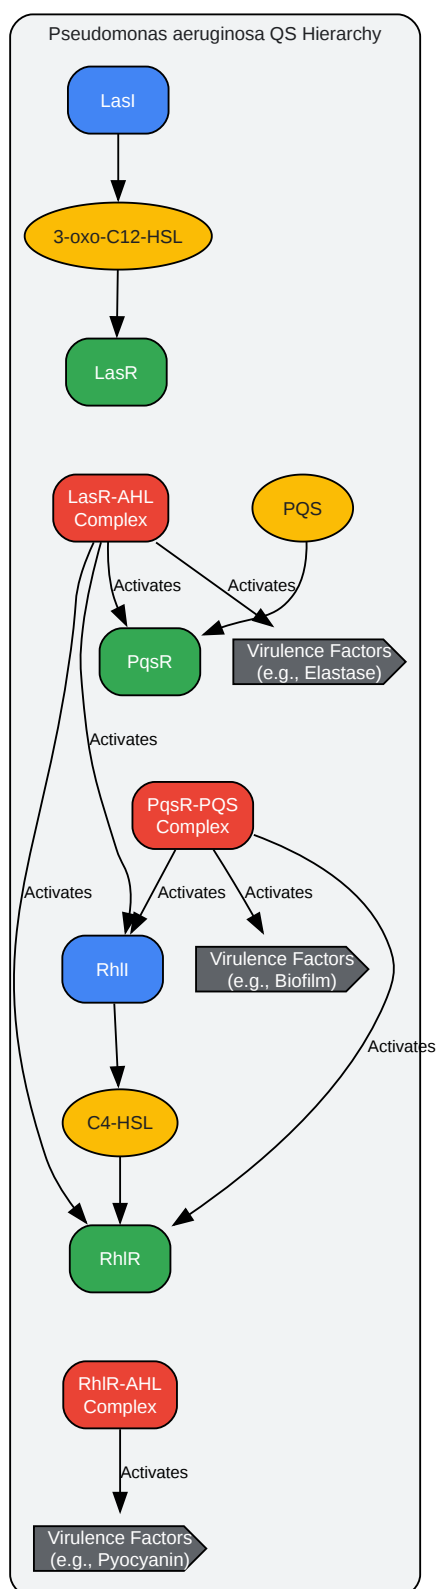 Pseudomonas aeruginosa QS Hierarchy
LasI
3-oxo-C12-HSL
LasR
LasR-AHL
Complex
PQS
Activates
Activates
PqsR
Virulence Factors
(e.g., Elastase)
Activates
PqsR-PQS
Complex
Activates
Activates
Activates
RhlI
Virulence Factors
(e.g., Biofilm)
Activates
C4-HSL
RhlR
RhlR-AHL
Complex
Activates
Virulence Factors
(e.g., Pyocyanin)